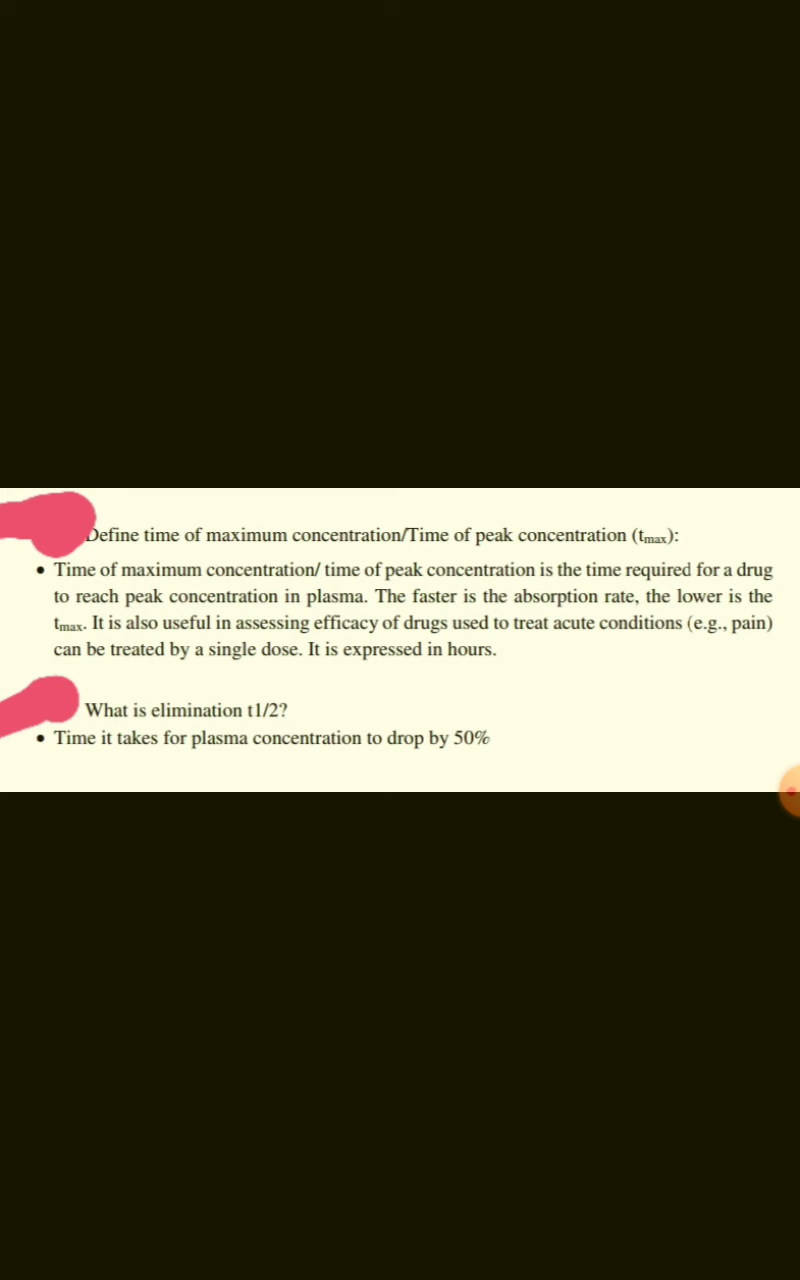 Define time of maximum concentration/Time of peak concentration (tmax):
• Time of maximum concentration/ time of peak concentration is the time required for a drug
to reach peak concentration in plasma. The faster is the absorption rate, the lower is the
tmax. It is also useful in assessing efficacy of drugs used to treat acute conditions (e.g., pain)
can be treated by a single dose. It is expressed in hours.
What is elimination t1/2?
• Time it takes for plasma concentration to drop by 50%